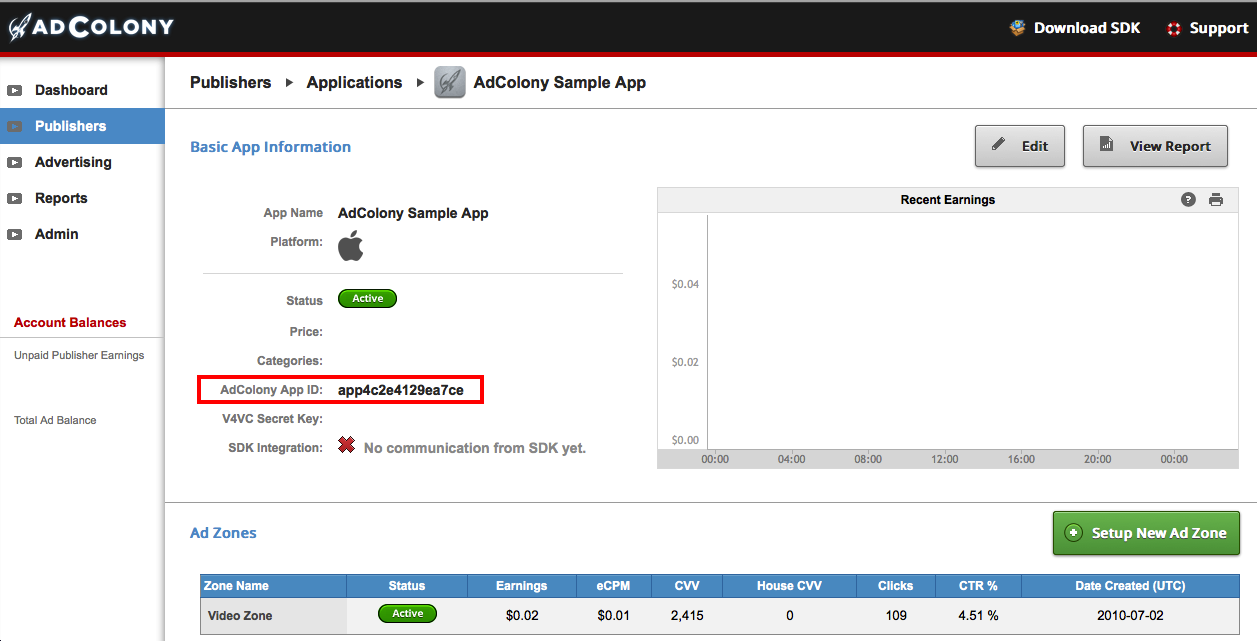 ADCOLONY
Download SDK
Support
Dashboard
Publishers
Advertising
Reports
Admin
Account Balances
Unpaid Publisher Earnings
Total Ad Balance
Publishers Applications AdColony Sample App
Basic App Information
Edit
View Report
App Name AdColony Sample App
Platform:
Status Active
Price:
Categories:
AdColony App ID: app4c2e4129ea7ce
V4VC Secret Key:
SDK Integration: No communication from SDK yet.
Recent Earnings ?
$0.04
$0.02
$0.00
00:00 04:00 08:00 12:00 16:00 20:00 00:00
Ad Zones
Setup New Ad Zone
Zone Name Status Earnings eCPM CVV House CVV Clicks CTR % Date Created (UTC)
Video Zone Active $0.02 $0.01 2,415 0 109 4.51 % 2010-07-02